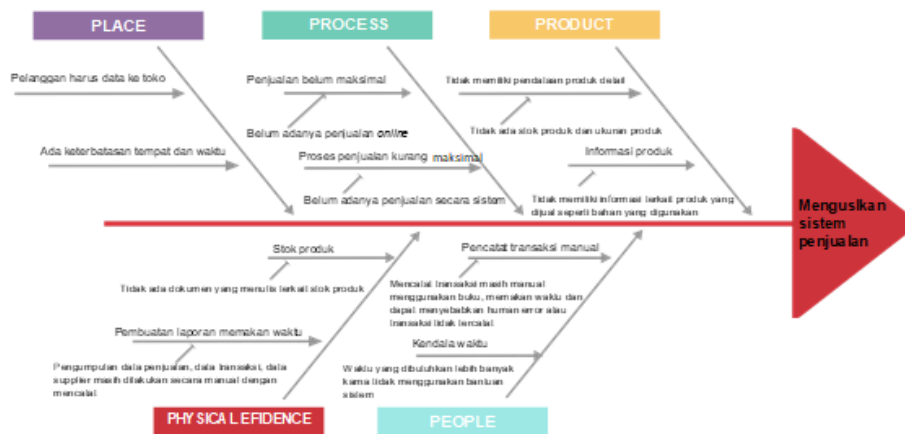 PLACE
PROCESS
PRODUCT
Pelanggan harus data ke toko
Penjualan belum maksimal
Tidak memiliki pendataan produk detail
Belum adanya penjualan online
Tidak ada stok produk dan ukuran produk
Ada keterbatasan tempat dan waktu
Proses penjualan kurang maksimal
Informasi produk
Belum adanya penjualan secara sistem
Tidak memiliki informasi terkait produk yang
dijual seperti bahan yang digunakan
Mengusikan
sistem
penjualan
Stok produk
Pencatat transaksi manual
Tidak ada dokumen yang menulis terkait stok produk
Mencatat transaksi masih manual
menggunakan buku, memakan waktu dan
dapat menyebabkan human error atau
transaksi tidak tercatat
Pembuatan laporan memakan waktu
Kendala waktu
Pengumpulan data penjualan, data transaksi, data
supplier masih dilakukan secara manual dengan
mencatat
Waktu yang dibutuhkan lebih banyak
karna tidak menggunakan bantuan
sistem
PHYSICAL EFIDENCE
PEOPLE